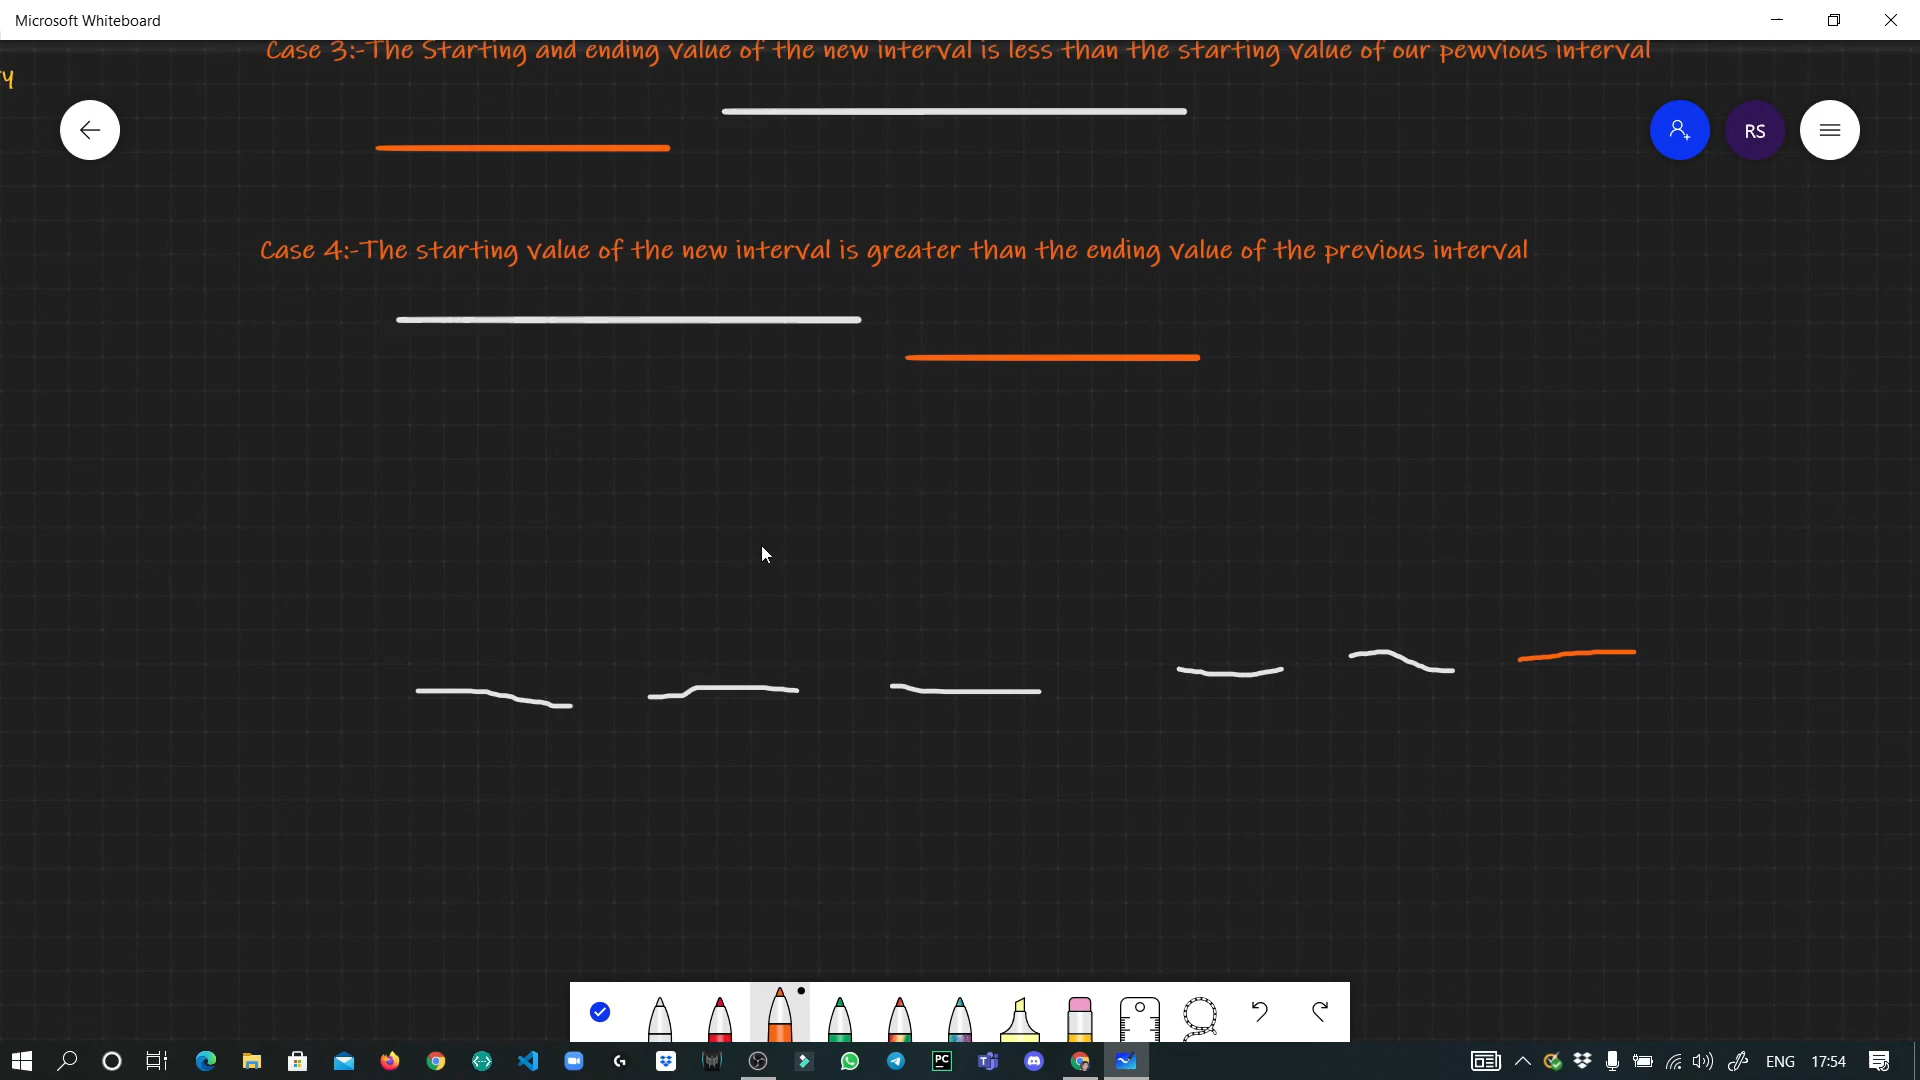 Microsoft Whiteboard
Case 3:-The Starting and ending value of the new interval is less than the starting value of our pewvious interval
y
RS
Case 4:-The starting value of the new interval is greater than the ending value of the previous interval
PC
ENG
17:54